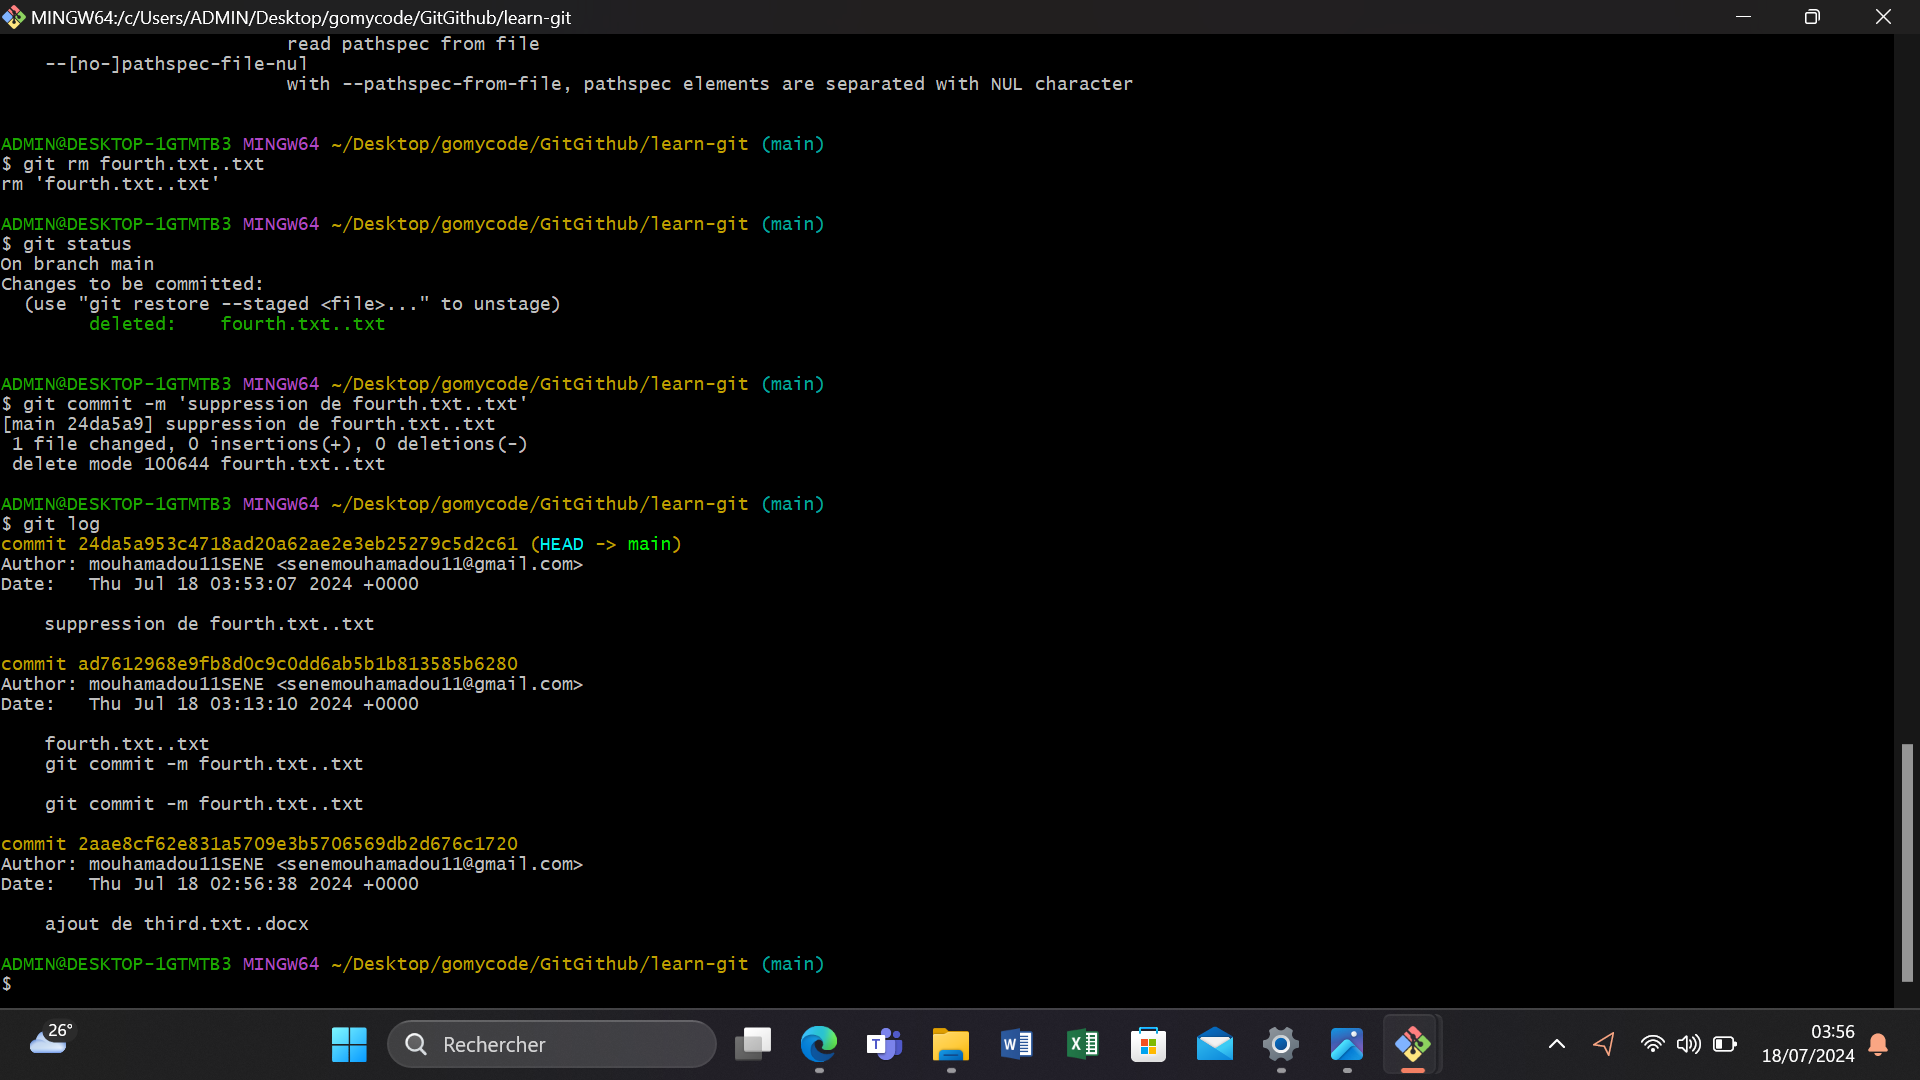 MINGW64:/c/Users/ADMIN/Desktop/gomycode/GitGithub/learn-git
read pathspec from file
--[no-]pathspec-file-nul
with --pathspec-from-file, pathspec elements are separated with NUL character
ADMIN@DESKTOP-1GTMTB3 MINGW64 ~/Desktop/gomycode/GitGithub/learn-git (main)
$ git rm fourth.txt..txt
rm 'fourth.txt..txt'
ADMIN@DESKTOP-1GTMTB3 MINGW64 ~/Desktop/gomycode/GitGithub/learn-git (main)
$ git status
On branch main
Changes to be committed:
(use "git restore --staged <file>..." to unstage)
deleted:    fourth.txt..txt
ADMIN@DESKTOP-1GTMTB3 MINGW64 ~/Desktop/gomycode/GitGithub/learn-git (main)
$ git commit -m 'suppression de fourth.txt..txt'
[main 24da5a9] suppression de fourth.txt..txt
1 file changed, 0 insertions(+), 0 deletions(-)
delete mode 100644 fourth.txt..txt
ADMIN@DESKTOP-1GTMTB3 MINGW64 ~/Desktop/gomycode/GitGithub/learn-git (main)
$ git log
commit 24da5a953c4718ad20a62ae2e3eb25279c5d2c61 (HEAD -> main)
Author: mouhamadou11SENE <senemouhamadou11@gmail.com>
Date:   Thu Jul 18 03:53:07 2024 +0000
suppression de fourth.txt..txt
commit ad7612968e9fb8d0c9c0dd6ab5b1b813585b6280
Author: mouhamadou11SENE <senemouhamadou11@gmail.com>
Date:   Thu Jul 18 03:13:10 2024 +0000
fourth.txt..txt
git commit -m fourth.txt..txt
git commit -m fourth.txt..txt
commit 2aae8cf62e831a5709e3b5706569db2d676c1720
Author: mouhamadou11SENE <senemouhamadou11@gmail.com>
Date:   Thu Jul 18 02:56:38 2024 +0000
ajout de third.txt..docx
ADMIN@DESKTOP-1GTMTB3 MINGW64 ~/Desktop/gomycode/GitGithub/learn-git (main)
$
26°
Rechercher
03:56
18/07/2024